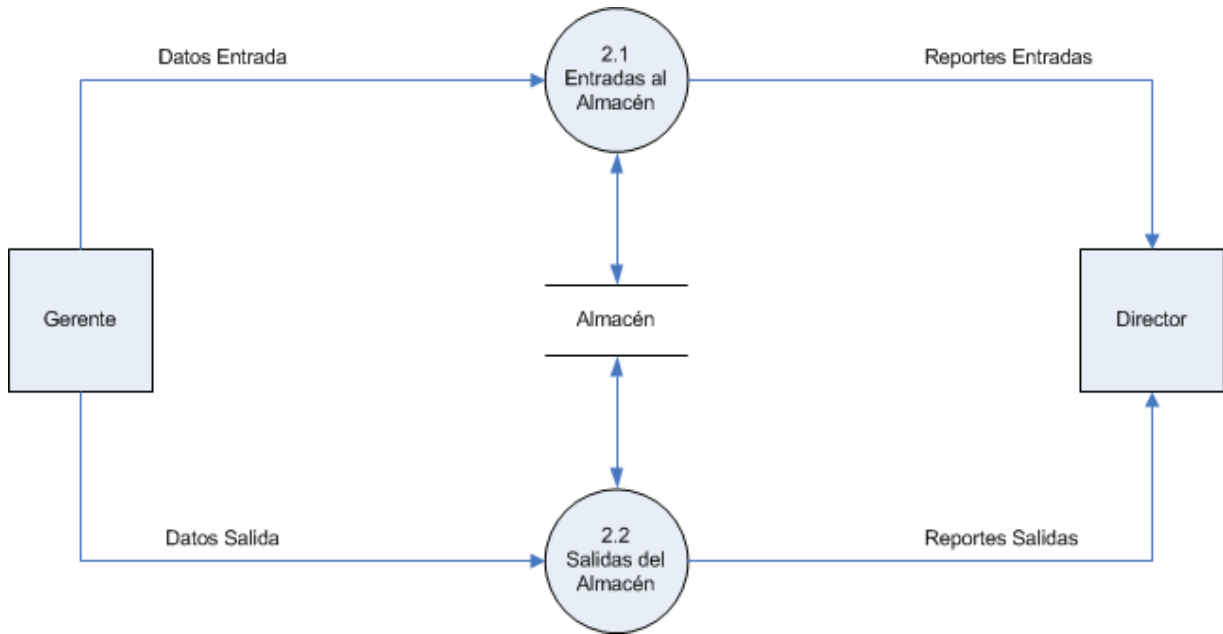 Datos Entrada
2.1
Entradas al
Almacén
Reportes Entradas
Gerente
Almacén
Director
Datos Salida
2.2
Salidas del
Almacén
Reportes Salidas